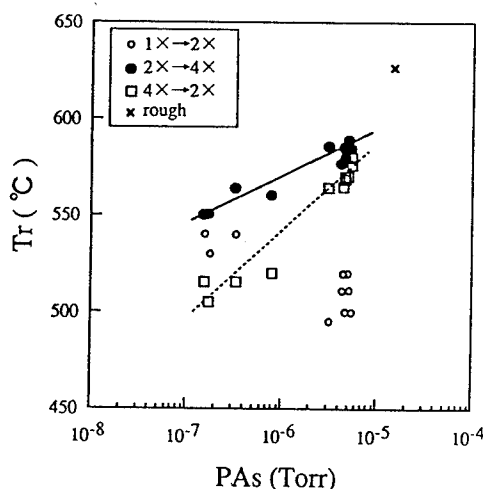 650
600
550
500
450
Tr ( °C )
1×→2×
2×→4×
4×→2×
rough
10⁻⁸ 10⁻⁷ 10⁻⁶ 10⁻⁵ 10⁻⁴
PAs (Torr)